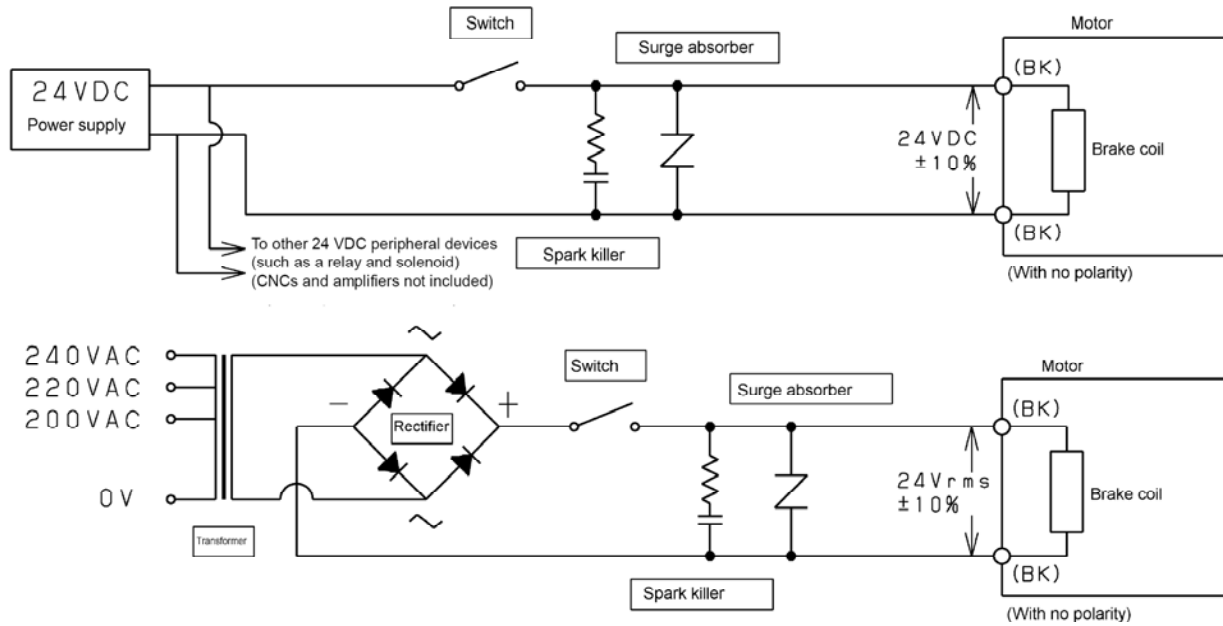 Switch
Surge absorber
Motor
24VDC
Power supply
(BK)
24VDC
±10%
Brake coil
(BK)
To other 24 VDC peripheral devices
(such as a relay and solenoid)
(CNCs and amplifiers not included)
Spark killer
(With no polarity)
240VAC
220VAC
200VAC
0V
Transformer
Rectifier
−
+
Switch
Surge absorber
Motor
(BK)
24Vrms
±10%
Brake coil
(BK)
Spark killer
(With no polarity)